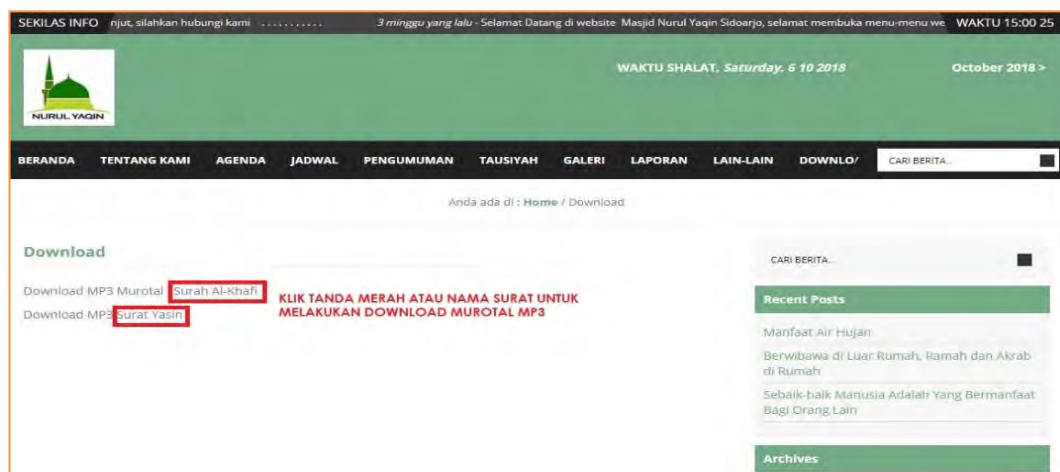 SEKILAS INFO njut, silahkan hubungi kami ........... 3 minggu yang lalu - Selamat Datang di website Masjid Nurul Yaqin Sidoarjo, selamat membuka menu-menu we WAKTU 15:00 25
NURUL YAQIN
WAKTU SHALAT, Saturday, 6 10 2018
October 2018 >
BERANDA TENTANG KAMI AGENDA JADWAL PENGUMUMAN TAUSIYAH GALERI LAPORAN LAIN-LAIN DOWNLO/ CARI BERITA..
Anda ada di : Home / Download
Download
Download MP3 Murotal Surah Al-Khafi
Download MP3 Surat Yasin
KLIK TANDA MERAH ATAU NAMA SURAT UNTUK
MELAKUKAN DOWNLOAD MUROTAL MP3
CARI BERITA..
Recent Posts
Manfaat Air Hujan
Berwibawa di Luar Rumah, Ramah dan Akrab
di Rumah
Sebaik-baik Manusia Adalah Yang Bermanfaat
Bagi Orang Lain
Archives